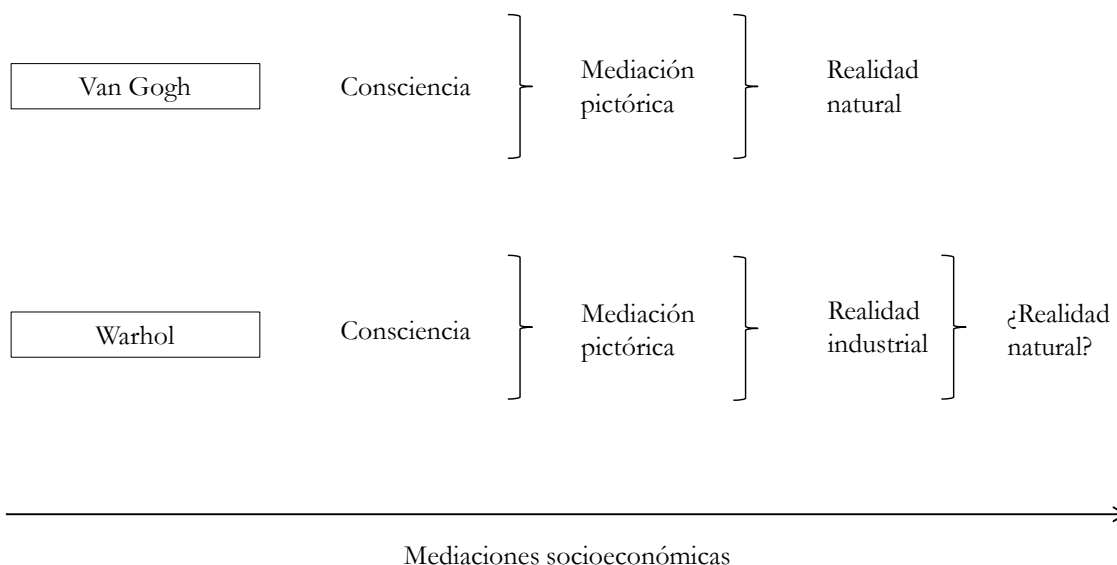 Van Gogh
Consciencia
Mediación
pictórica
Realidad
natural
Warhol
Consciencia
Mediación
pictórica
Realidad
industrial
¿Realidad
natural?
Mediaciones socioeconómicas